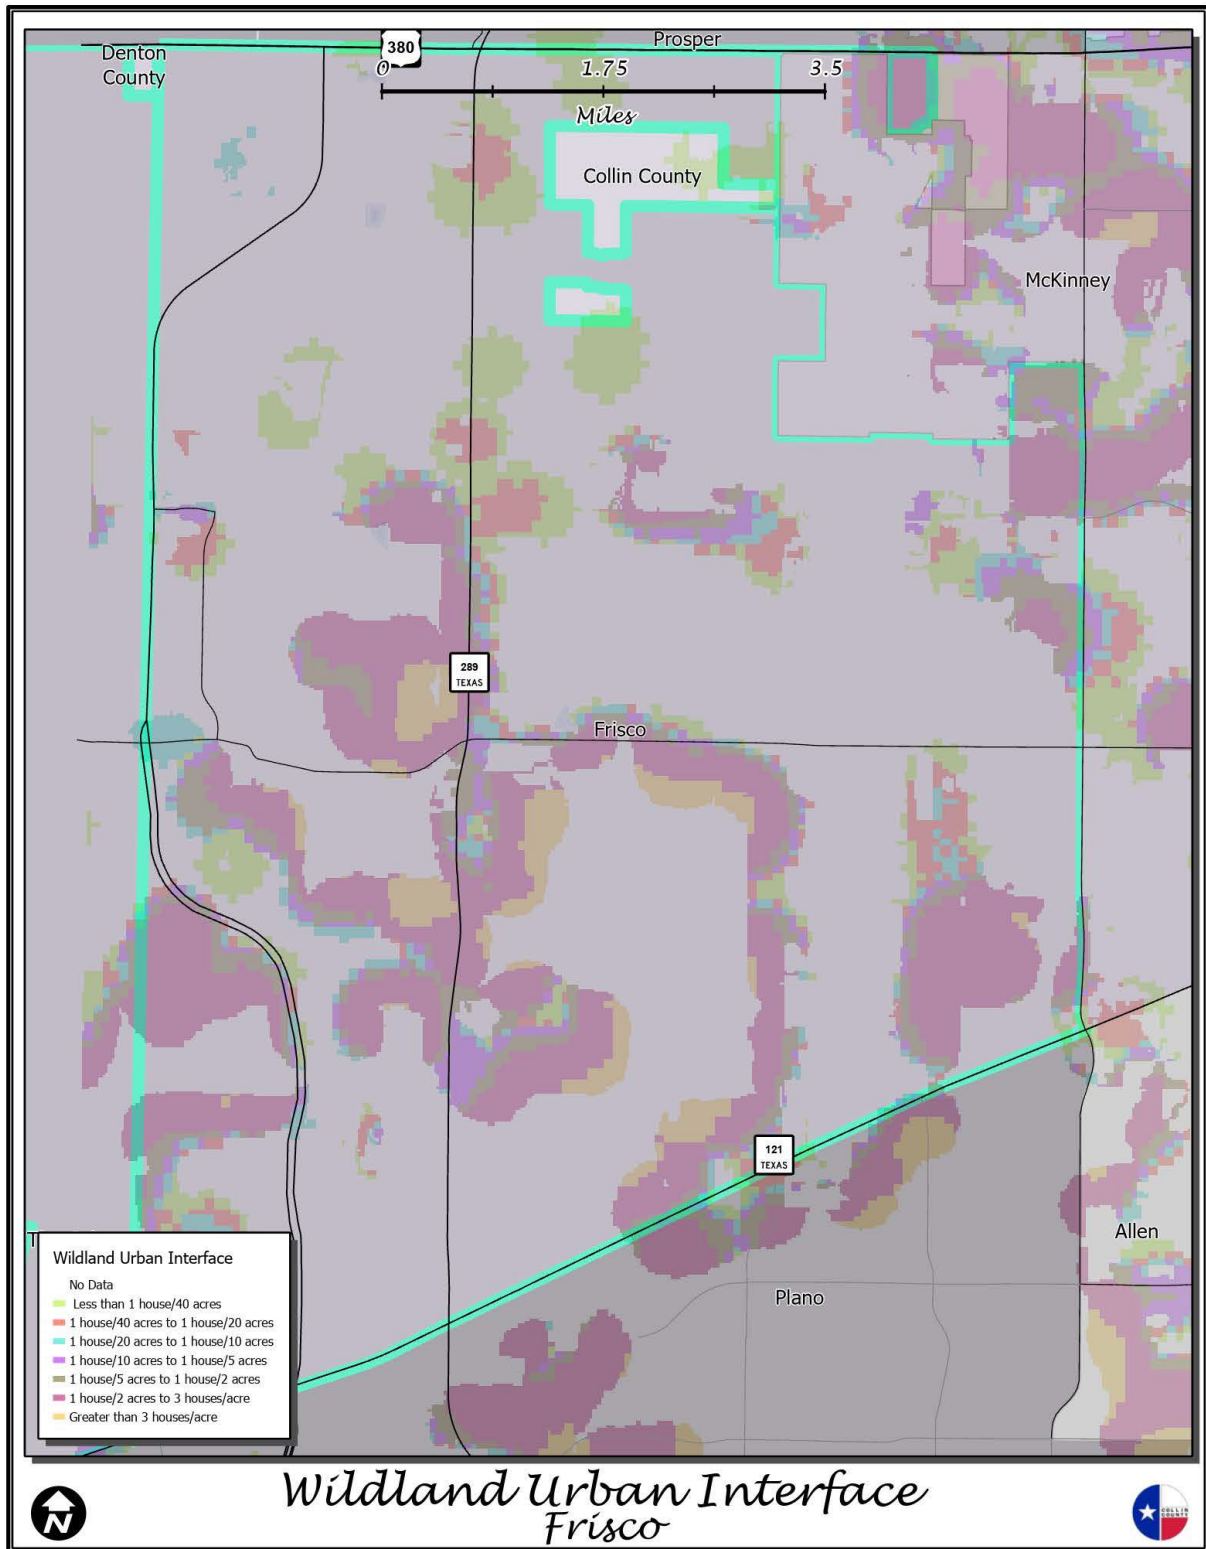 Denton
County
380
Prosper
0 1.75 3.5
Miles
Collin County
McKinney
289
TEXAS
Frisco
121
TEXAS
Allen
Plano
T
Wildland Urban Interface
No Data
Less than 1 house/40 acres
1 house/40 acres to 1 house/20 acres
1 house/20 acres to 1 house/10 acres
1 house/10 acres to 1 house/5 acres
1 house/5 acres to 1 house/2 acres
1 house/2 acres to 3 houses/acre
Greater than 3 houses/acre
Wildland Urban Interface
Frisco
N
COLLIN
COUNTY